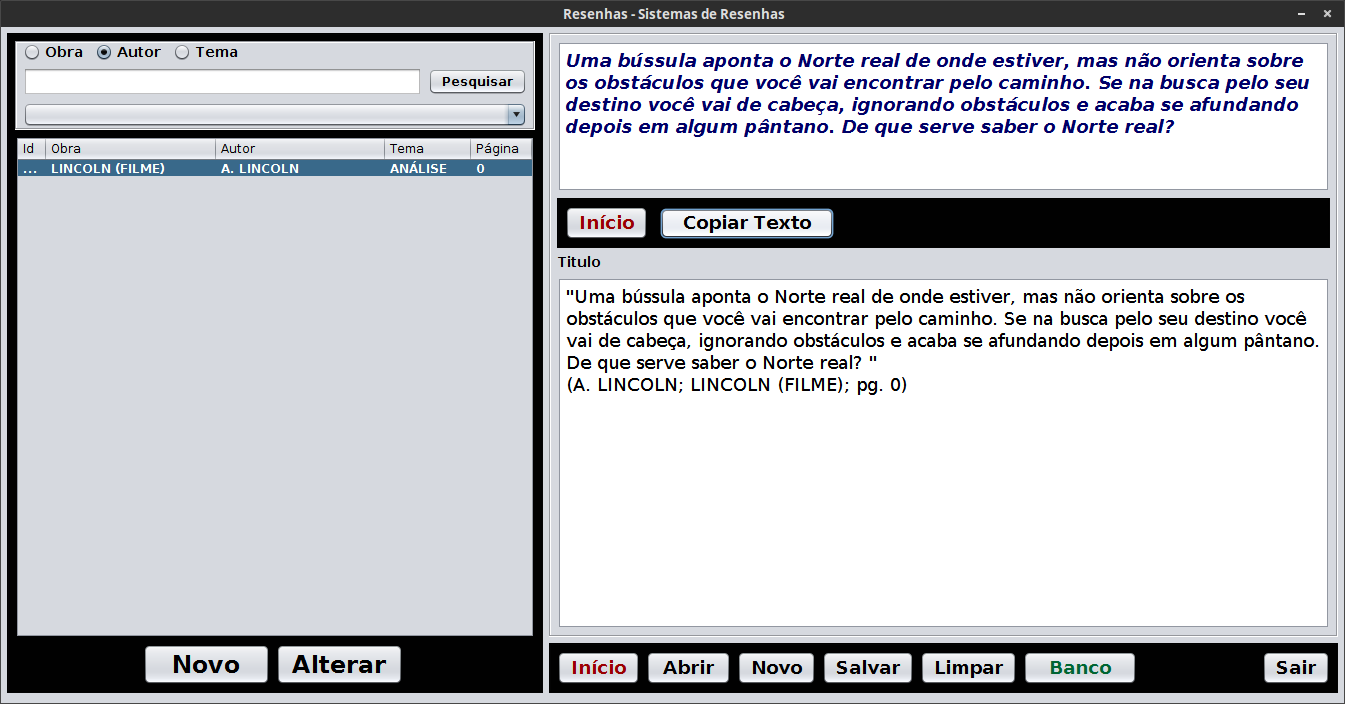 Resenhas - Sistemas de Resenhas
Obra Autor Tema
Pesquisar
Id Obra Autor Tema Página
... LINCOLN (FILME) A. LINCOLN ANÁLISE 0
Novo Alterar
Uma bússula aponta o Norte real de onde estiver, mas não orienta sobre
os obstáculos que você vai encontrar pelo caminho. Se na busca pelo seu
destino você vai de cabeça, ignorando obstáculos e acaba se afundando
depois em algum pântano. De que serve saber o Norte real?
Início Copiar Texto
Titulo
"Uma bússula aponta o Norte real de onde estiver, mas não orienta sobre os
obstáculos que você vai encontrar pelo caminho. Se na busca pelo seu destino você
vai de cabeça, ignorando obstáculos e acaba se afundando depois em algum pântano.
De que serve saber o Norte real? "
(A. LINCOLN; LINCOLN (FILME); pg. 0)
Início Abrir Novo Salvar Limpar Banco Sair